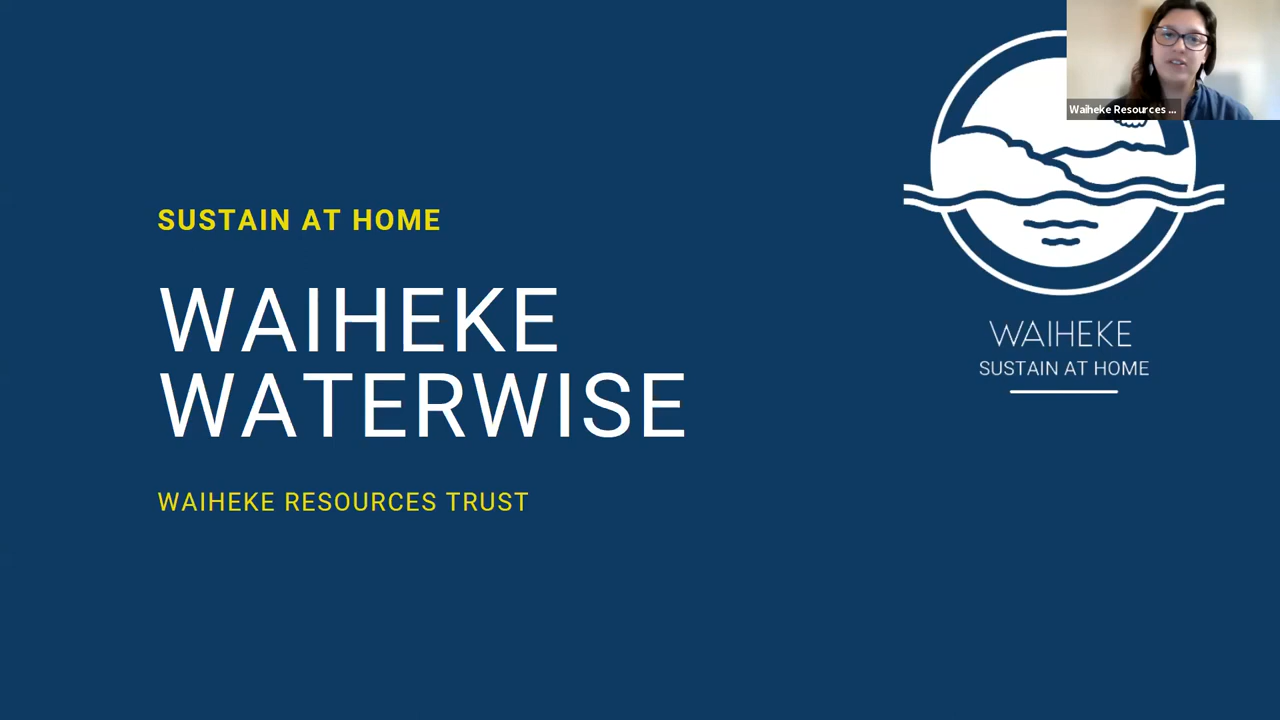 Waiheke Resources ...
SUSTAIN AT HOME
WAIHEKE
WATERWISE
WAIHEKE RESOURCES TRUST
WAIHEKE
SUSTAIN AT HOME